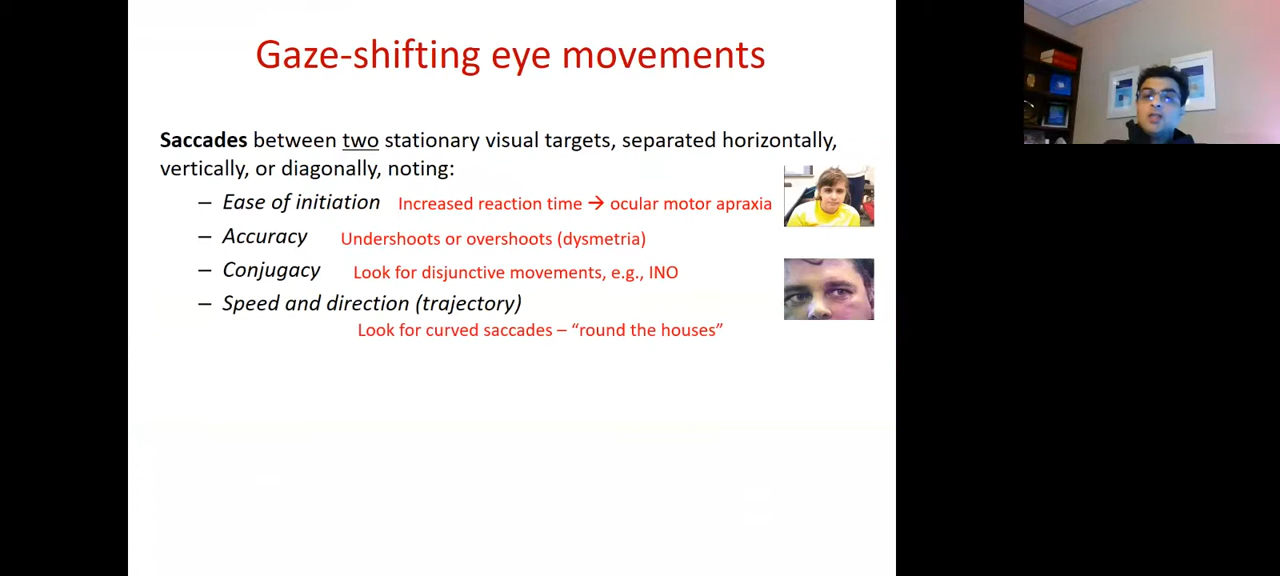 Gaze-shifting eye movements
Saccades between two stationary visual targets, separated horizontally,
vertically, or diagonally, noting:
– Ease of initiation Increased reaction time → ocular motor apraxia
– Accuracy Undershoots or overshoots (dysmetria)
– Conjugacy Look for disjunctive movements, e.g., INO
– Speed and direction (trajectory)
Look for curved saccades – “round the houses”